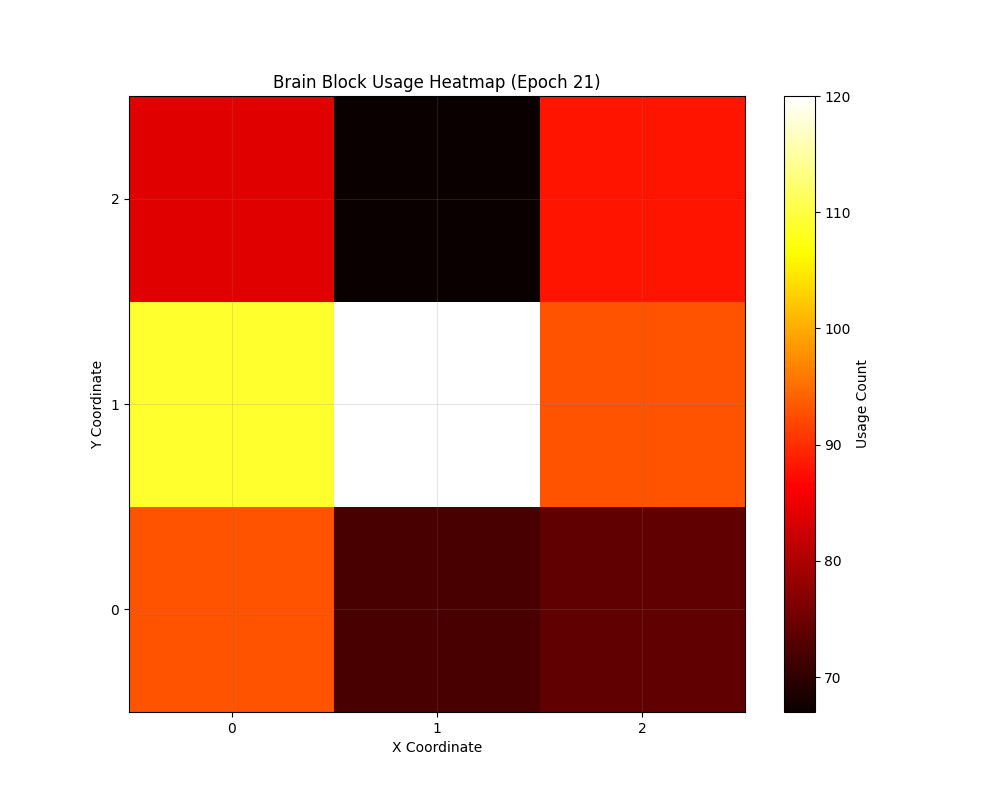 Brain Block Usage Heatmap (Epoch 21)
2
1
0
Y Coordinate
0 1 2
X Coordinate
120
110
100
90
80
70
Usage Count